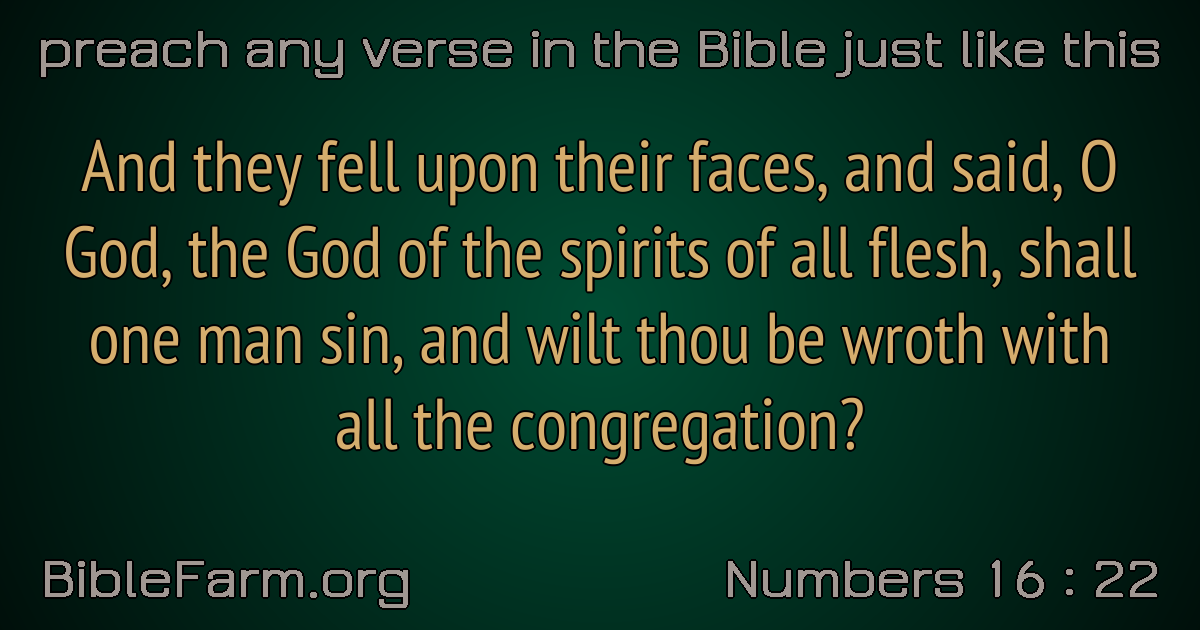 preach any verse in the Bible just like this
And they fell upon their faces, and said, O
God, the God of the spirits of all flesh, shall
one man sin, and wilt thou be wroth with
all the congregation?
BibleFarm.org
Numbers 16 : 22